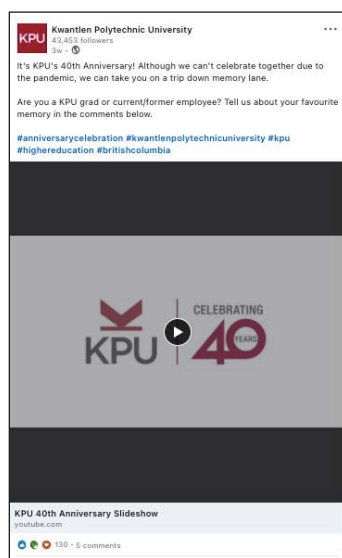 KPU
Kwantlen Polytechnic University
43,453 followers
3w •
It's KPU's 40th Anniversary! Although we can't celebrate together due to
the pandemic, we can take you on a trip down memory lane.
Are you a KPU grad or current/former employee? Tell us about your favourite
memory in the comments below.
#anniversarycelebration #kwantlenpolytechnicuniversity #kpu
#highereducation #britishcolumbia
KPU
CELEBRATING
40
YEARS
KPU 40th Anniversary Slideshow
youtube.com
130 • 5 comments